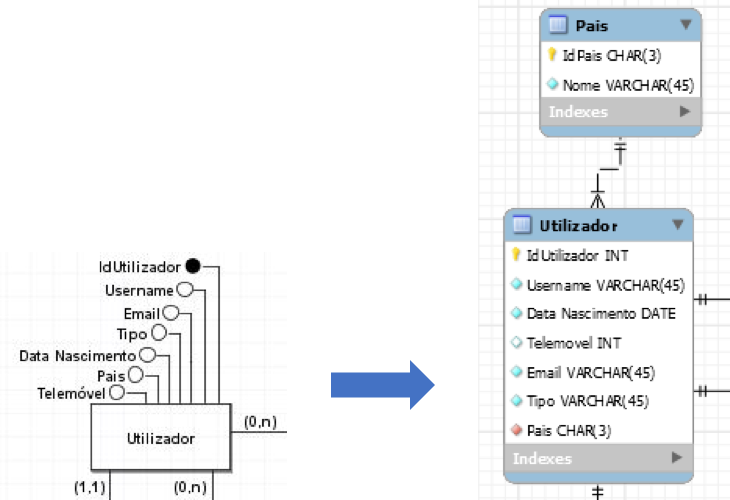 IdUtilizador
Username
Email
Tipo
Data Nascimento
Pais
Telemóvel
Utilizador
(0,n)
(1,1)
(0,n)
Pais
IdPais CHAR(3)
Nome VARCHAR(45)
Indexes
Utilizador
IdUtilizador INT
Username VARCHAR(45)
Data Nascimento DATE
Telemovel INT
Email VARCHAR(45)
Tipo VARCHAR(45)
Pais CHAR(3)
Indexes